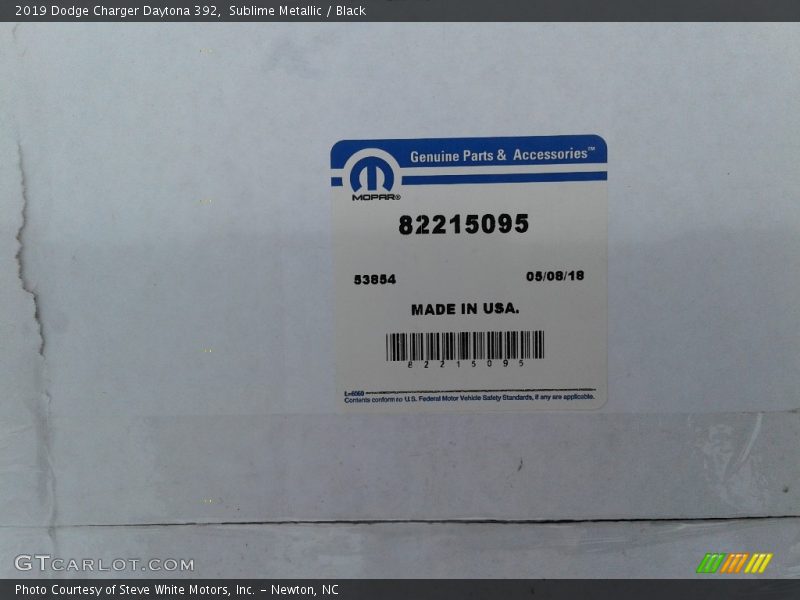 2019 Dodge Charger Daytona 392, Sublime Metallic / Black
Genuine Parts & Accessories™
MOPAR®
82215095
53854
05/08/18
MADE IN USA.
82215095
L-6060
Contents conform to U.S. Federal Motor Vehicle Safety Standards, if any are applicable.
GTCARLOT.COM
Photo Courtesy of Steve White Motors, Inc. – Newton, NC